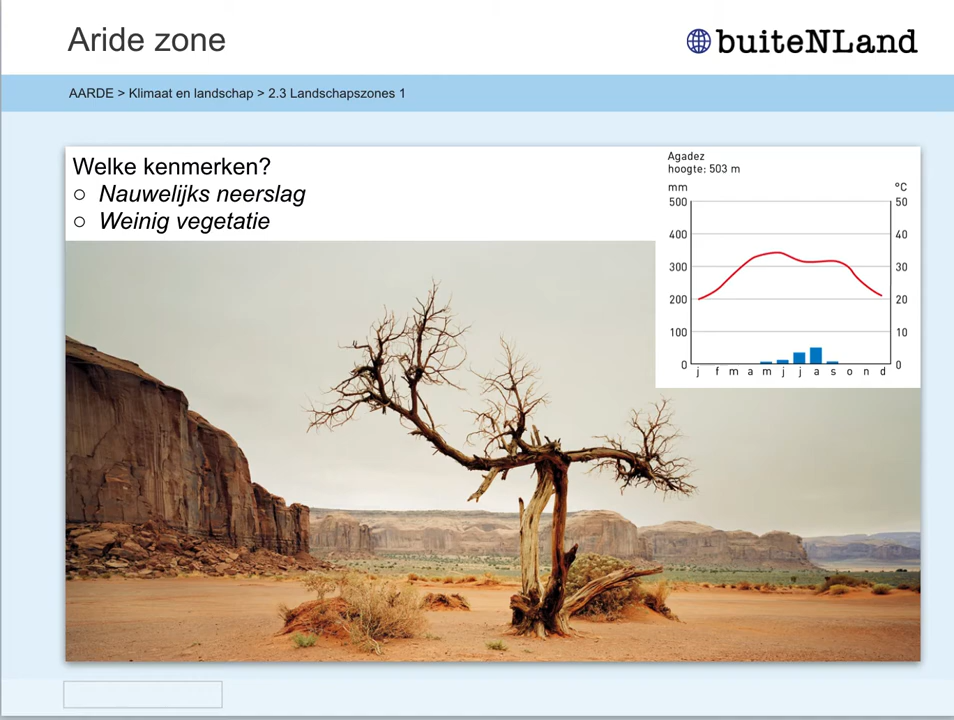 Aride zone
buiteNLand
AARDE > Klimaat en landschap > 2.3 Landschapszones 1
Welke kenmerken?
○ Nauwelijks neerslag
○ Weinig vegetatie
Agadez
hoogte: 503 m
mm °C
500 50
400 40
300 30
200 20
100 10
0 0
j f m a m j j a s o n d